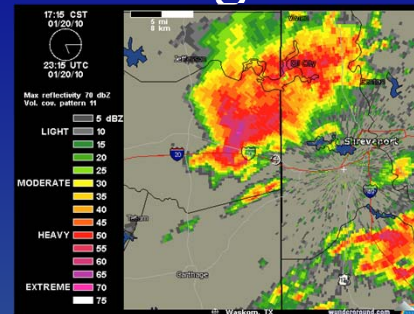 17:15 CST
01/20/10
23:15 UTC
01/20/10
Max reflectivity 70 dBZ
Vol. cov. pattern 11
5 dBZ
LIGHT 10
15
20
25
MODERATE 30
35
40
45
HEAVY 50
55
60
65
EXTREME 70
75
5 mi
8 km
Shreveport
Carthage
20
Waskom, TX
wunderground.com